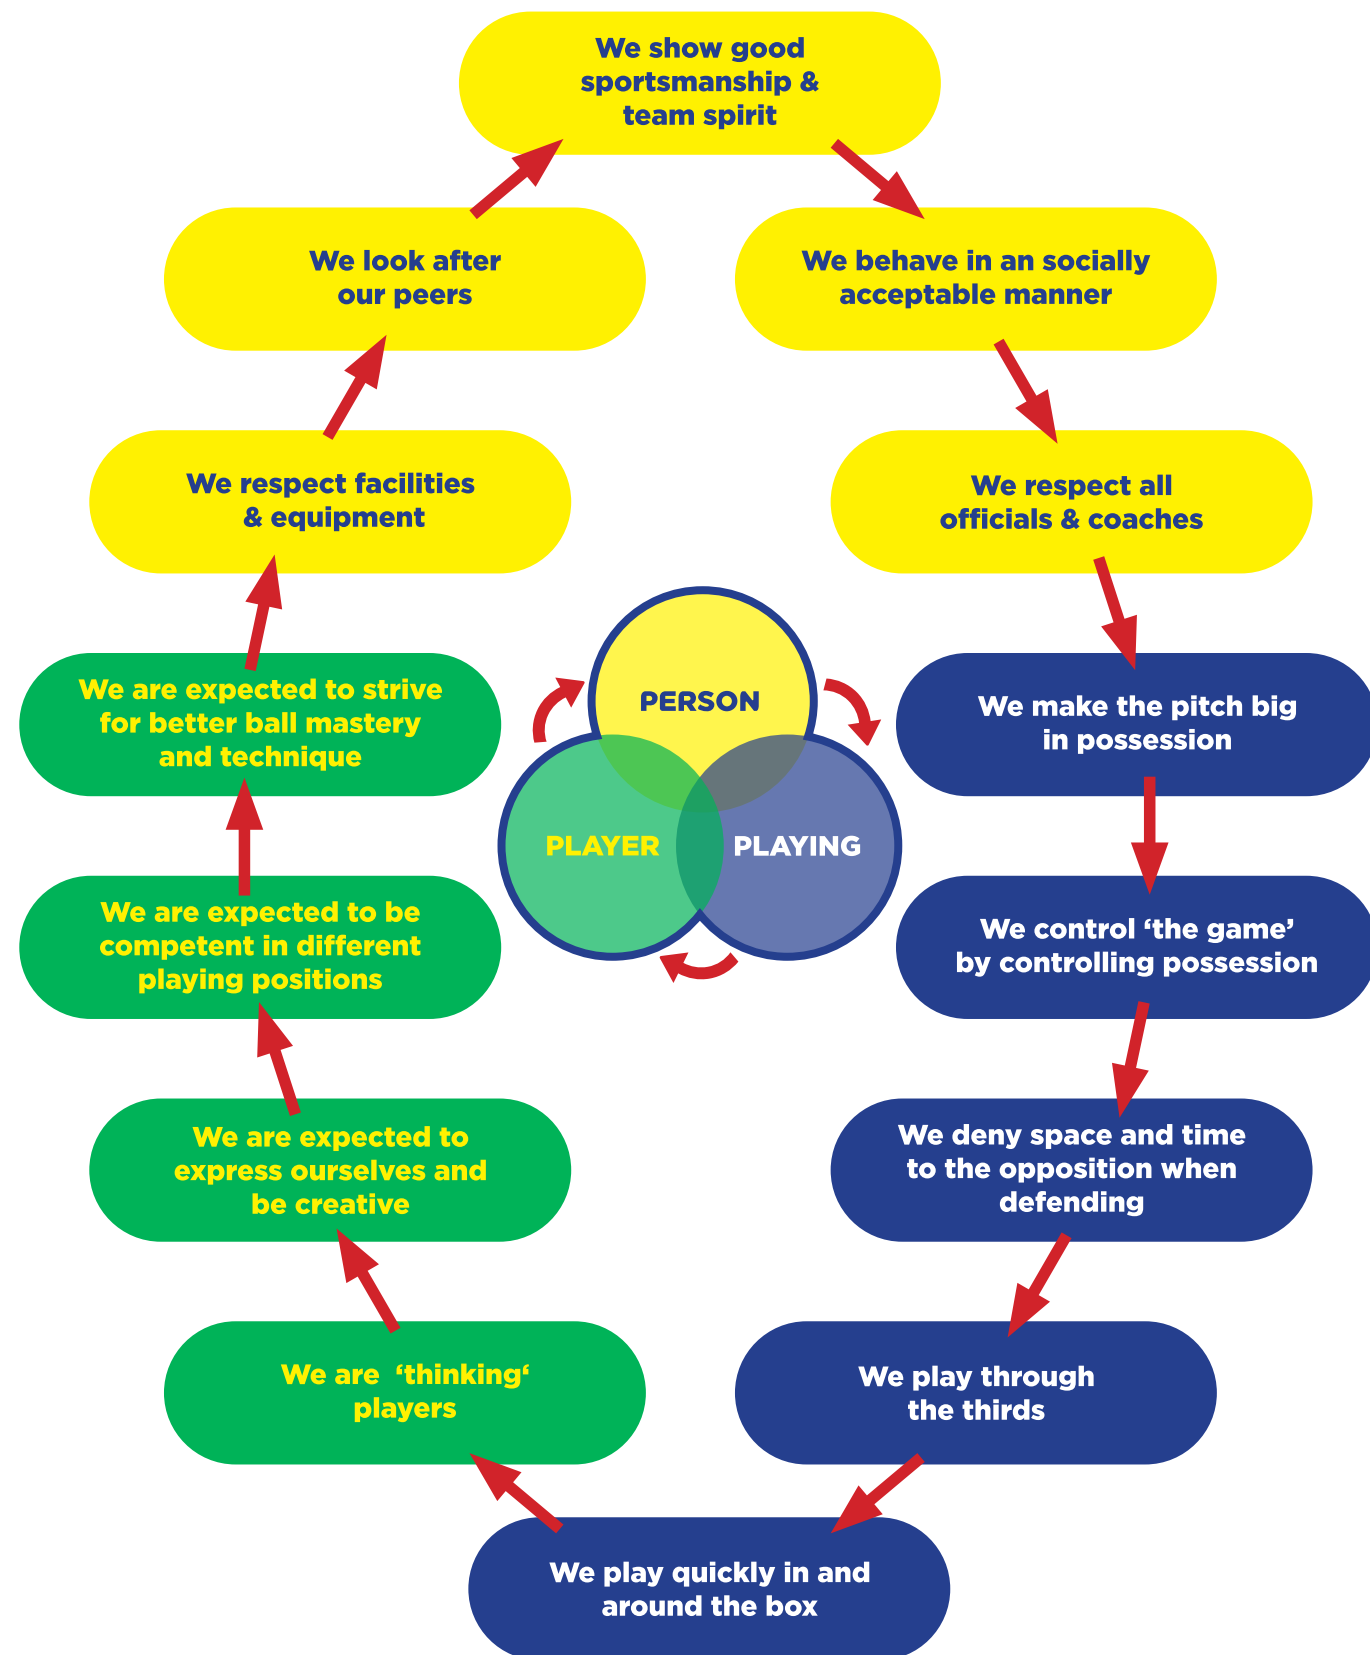 We show good
sportsmanship &
team spirit
We look after
our peers
We behave in an socially
acceptable manner
We respect facilities
& equipment
We respect all
officials & coaches
We are expected to strive
for better ball mastery
and technique
PERSON
We make the pitch big
in possession
PLAYER
PLAYING
We are expected to be
competent in different
playing positions
We control ‘the game’
by controlling possession
We are expected to
express ourselves and
be creative
We deny space and time
to the opposition when
defending
We are ‘thinking‘
players
We play through
the thirds
We play quickly in and
around the box